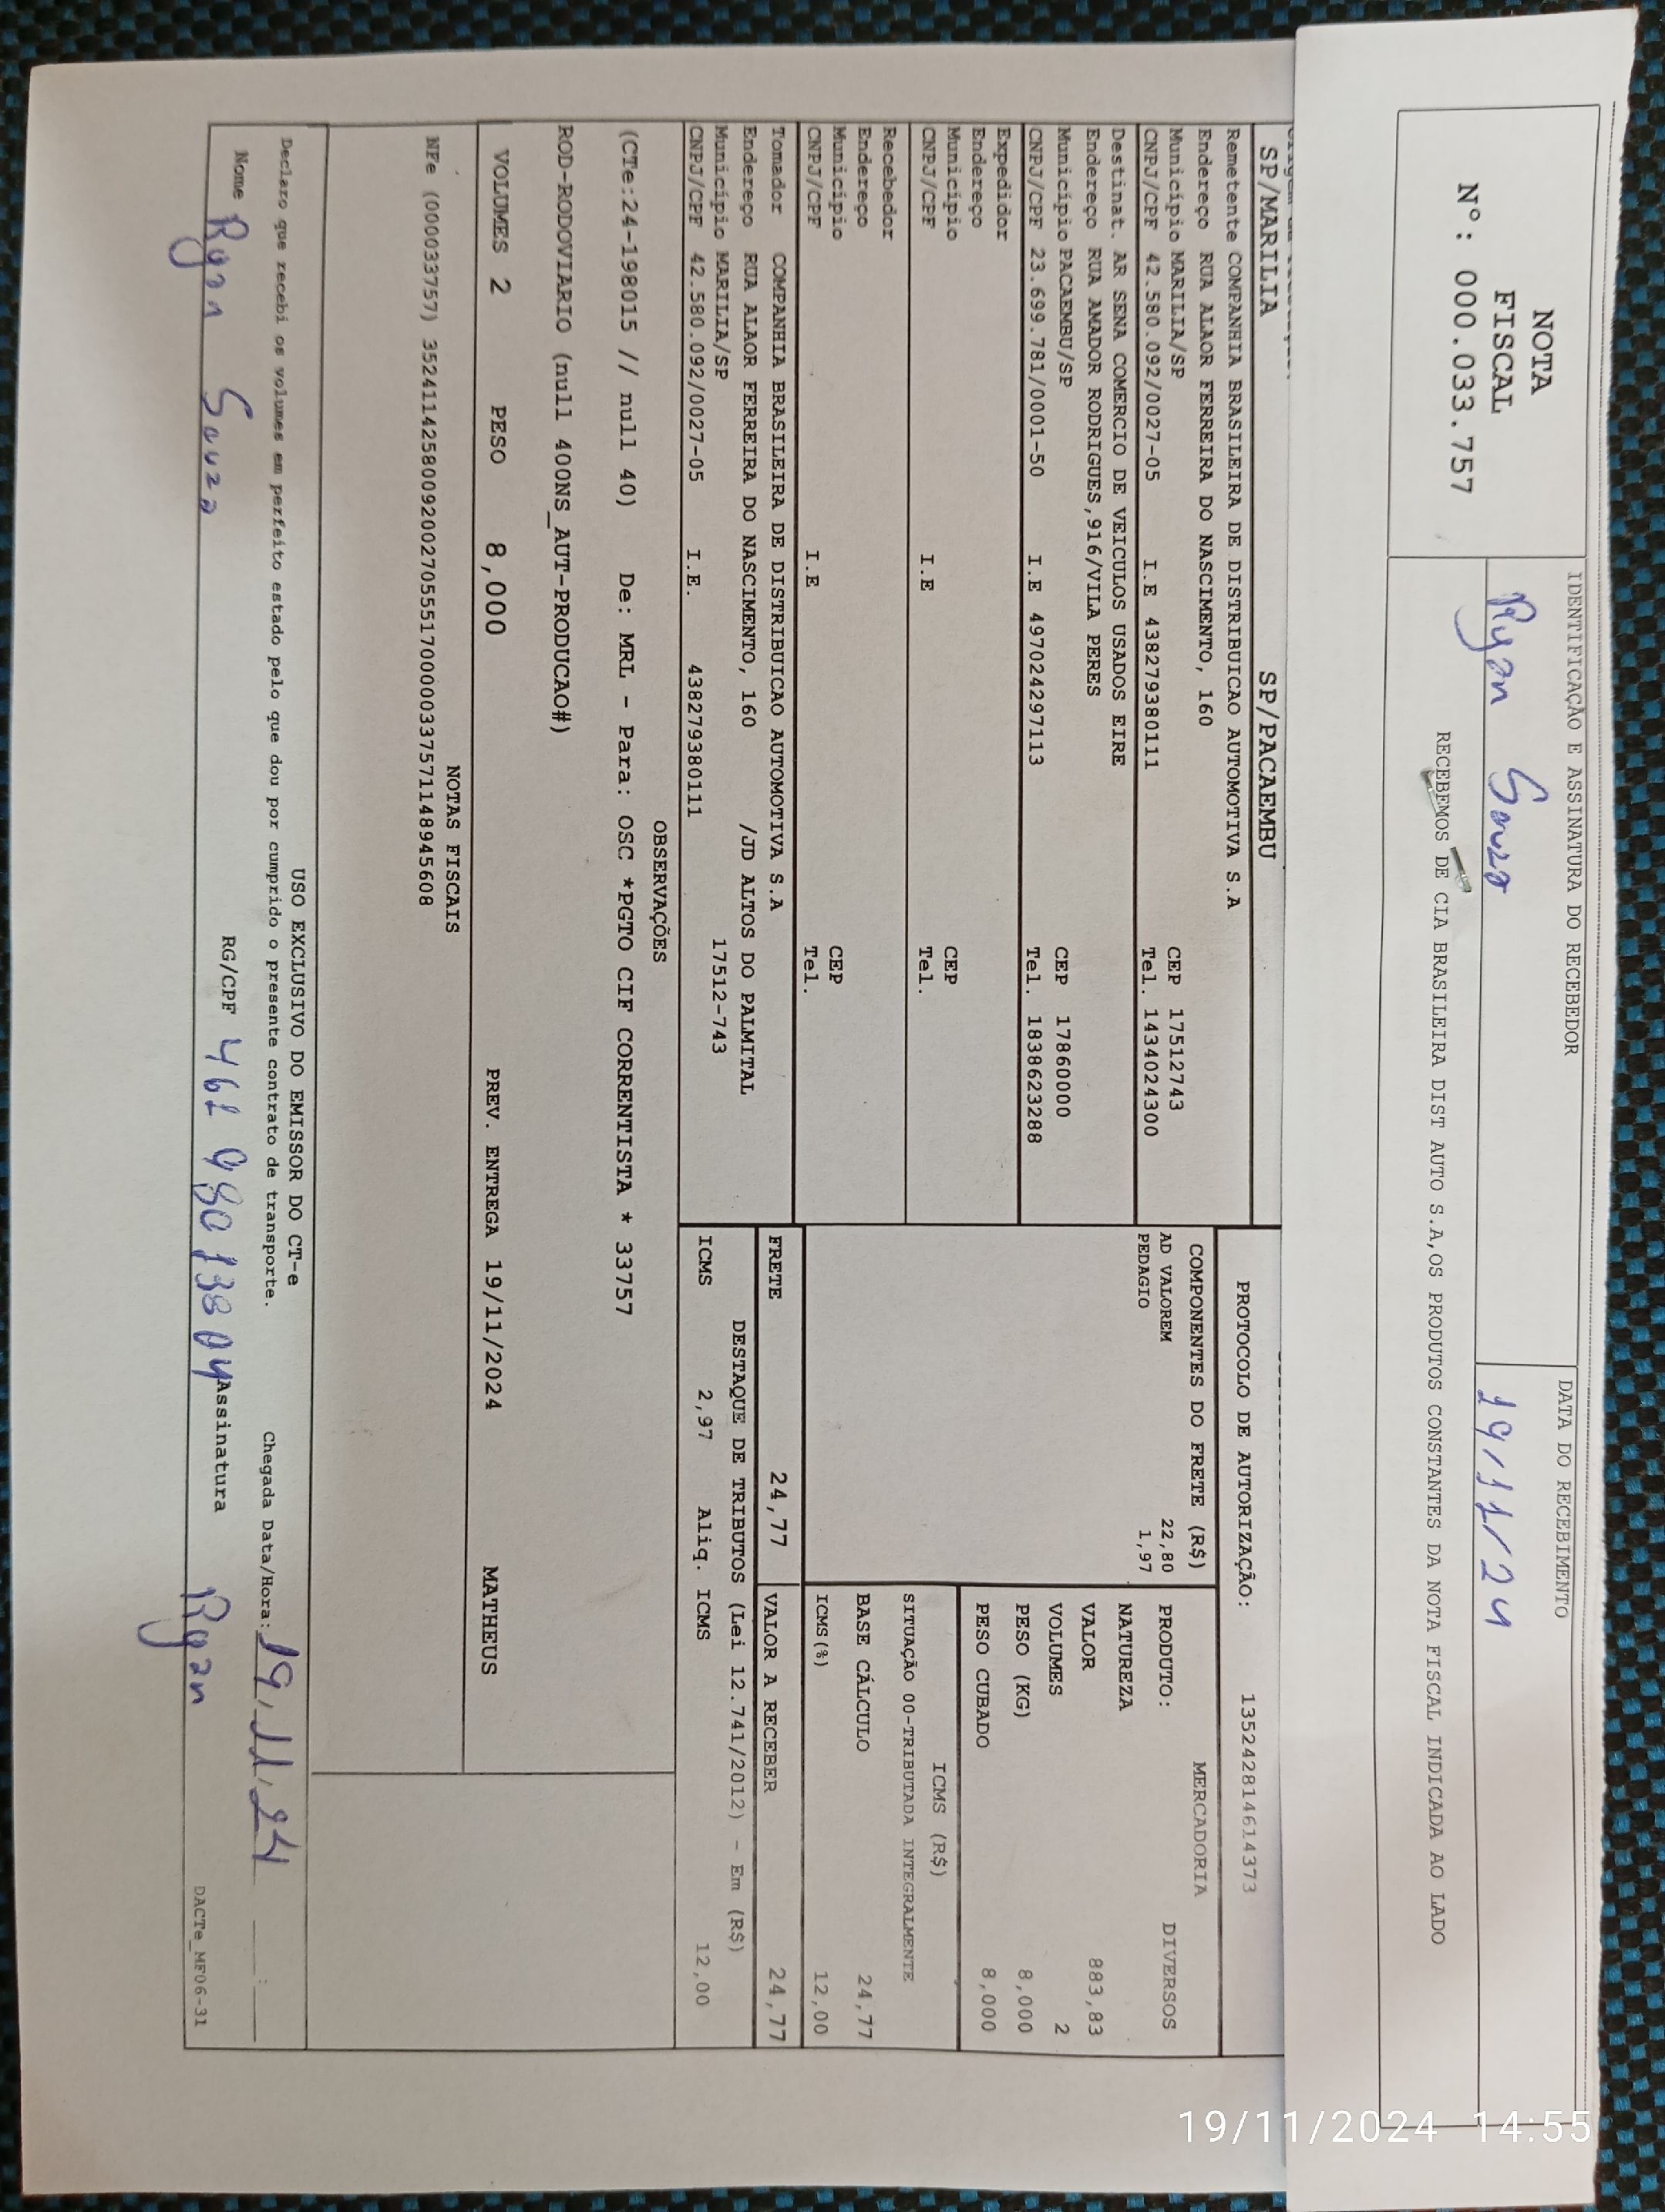 NOTA
FISCAL
Nº: 000.033.757
IDENTIFICAÇÃO E ASSINATURA DO RECEBEDOR
Ryan Souza
DATA DO RECEBIMENTO
19/11/24
RECEBEMOS DE CIA BRASILEIRA DIST AUTO S.A,OS PRODUTOS CONSTANTES DA NOTA FISCAL INDICADA AO LADO
SP/MARILIA SP/PACAEMBU
PROTOCOLO DE AUTORIZAÇÃO: 135242814614373
Remetente COMPANHIA BRASILEIRA DE DISTRIBUICAO AUTOMOTIVA S.A
Endereço RUA ALAOR FERREIRA DO NASCIMENTO, 160
Município MARILIA/SP CEP 17512743
CNPJ/CPF 42.580.092/0027-05 I.E 438279380111 Tel. 1434024300
Destinat. AR SENA COMERCIO DE VEICULOS USADOS EIRE
Endereço RUA AMADOR RODRIGUES,916/VILA PERES
Município PACAEMBU/SP CEP 17860000
CNPJ/CPF 23.699.781/0001-50 I.E 497024297113 Tel. 1838623288
Expedidor
Endereço
Município CEP
CNPJ/CPF I.E Tel.
Recebedor
Endereço
Município CEP
CNPJ/CPF I.E Tel.
Tomador COMPANHIA BRASILEIRA DE DISTRIBUICAO AUTOMOTIVA S.A
Endereço RUA ALAOR FERREIRA DO NASCIMENTO, 160 /JD ALTOS DO PALMITAL
Município MARILIA/SP 17512-743
CNPJ/CPF 42.580.092/0027-05 I.E. 438279380111
COMPONENTES DO FRETE (R$)
AD VALOREM 22,80
PEDAGIO 1,97
MERCADORIA
PRODUTO: DIVERSOS
NATUREZA
VALOR 883,83
VOLUMES 2
PESO (KG) 8,000
PESO CUBADO 8,000
ICMS (R$)
SITUAÇÃO 00-TRIBUTADA INTEGRALMENTE
BASE CÁLCULO 24,77
ICMS(%) 12,00
FRETE 24,77 VALOR A RECEBER 24,77
DESTAQUE DE TRIBUTOS (Lei 12.741/2012) - Em (R$)
ICMS 2,97 Aliq. ICMS 12,00
OBSERVAÇÕES
(CTe:24-198015 // null 40) De: MRL - Para: OSC *PGTO CIF CORRENTISTA * 33757
ROD-RODOVIARIO (null 400NS_AUT-PRODUCAO#)
VOLUMES 2 PESO 8,000 PREV. ENTREGA 19/11/2024 MATHEUS
NOTAS FISCAIS
NFe (000033757) 35241142580092002705551700000337571148945608
USO EXCLUSIVO DO EMISSOR DO CT-e
Declaro que recebi os volumes em perfeito estado pelo que dou por cumprido o presente contrato de transporte. Chegada Data/Hora: 19/11/24 ____:____
Nome Ryan Souza RG/CPF 461 980 138 04 Assinatura Ryan
DACTe_MF06-31
19/11/2024 14:55